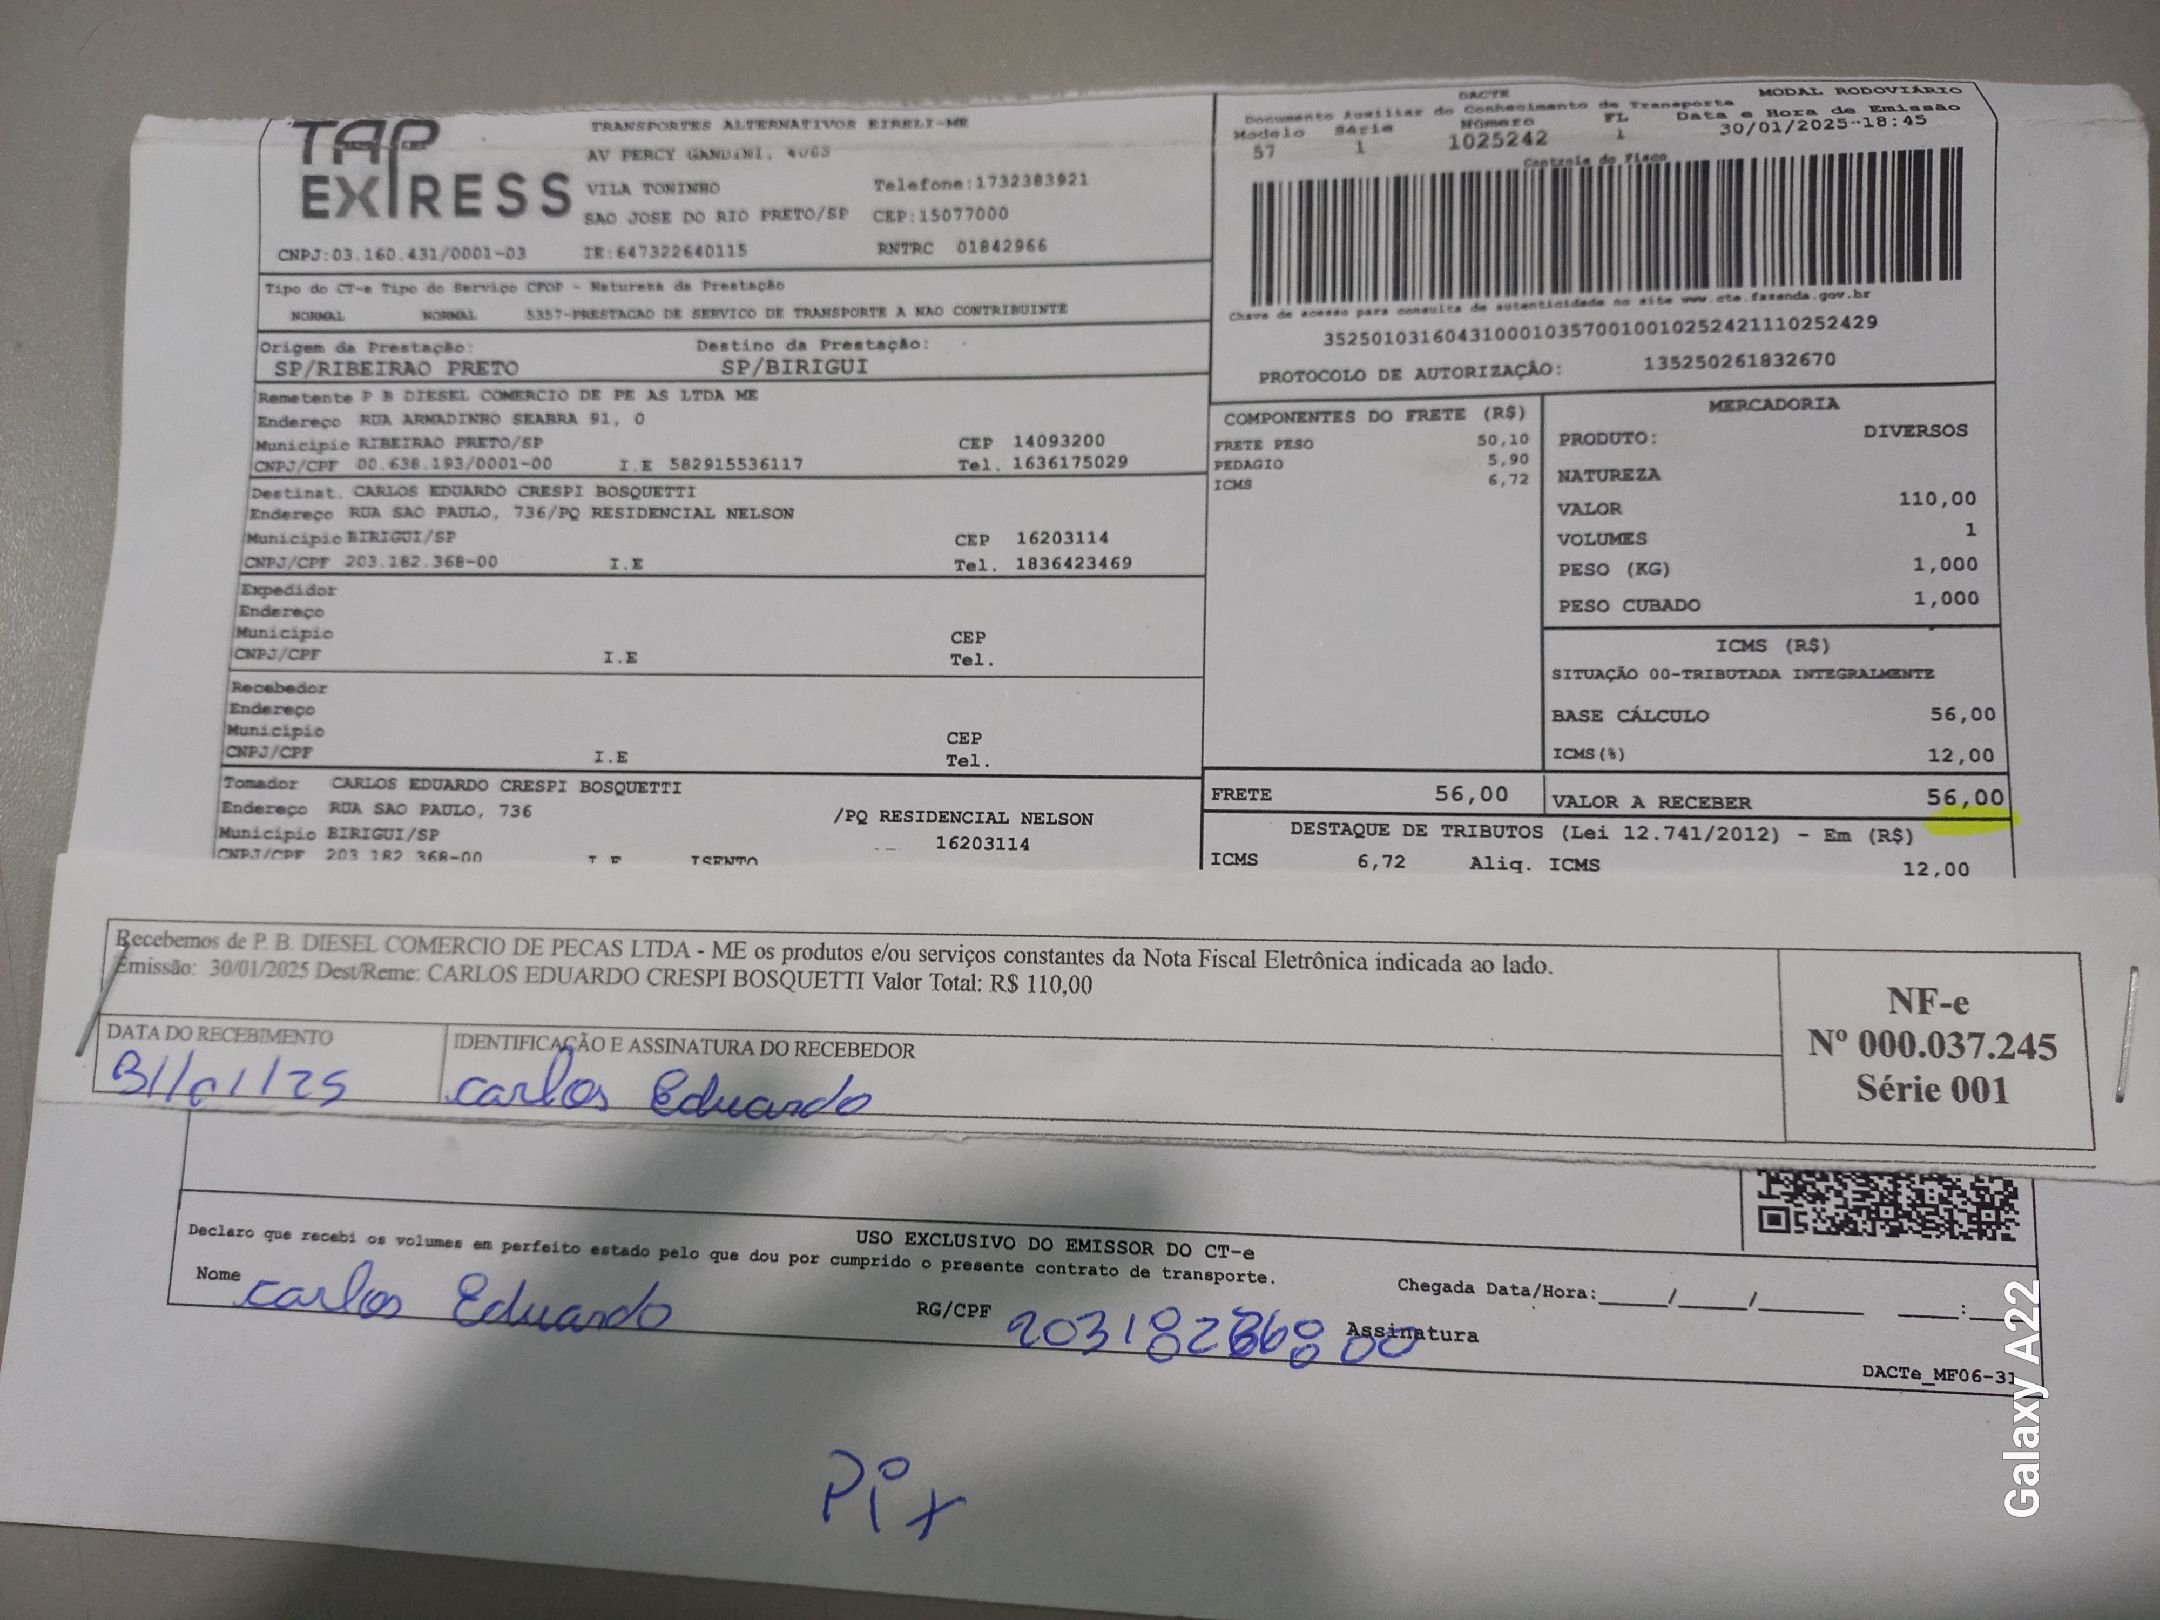 TAP EXPRESS
TRANSPORTES ALTERNATIVOS EIRELI-ME
AV PERCY GANDINI, 4085
VILA TONINHO
Telefone:1732383921
SAO JOSE DO RIO PRETO/SP CEP:15077000
CNPJ:03.160.431/0001-03 IE:647322640115 RNTRC 01842966
Tipo do CT-e Tipo do Serviço CFOP - Natureza da Prestação
NORMAL NORMAL 5357-PRESTACAO DE SERVICO DE TRANSPORTE A NAO CONTRIBUINTE
Origem da Prestação: Destino da Prestação:
SP/RIBEIRAO PRETO SP/BIRIGUI
Remetente P B DIESEL COMERCIO DE PE AS LTDA ME
Endereço RUA ARMADINHO SEABRA 91, 0
Municipio RIBEIRAO PRETO/SP CEP 14093200
CNPJ/CPF 00.638.193/0001-00 I.E 582915536117 Tel. 1636175029
Destinat. CARLOS EDUARDO CRESPI BOSQUETTI
Endereço RUA SAO PAULO, 736/PQ RESIDENCIAL NELSON
Municipio BIRIGUI/SP CEP 16203114
CNPJ/CPF 203.182.368-00 I.E Tel. 1836423469
Expedidor
Endereço
Municipio CEP
CNPJ/CPF I.E Tel.
Recebedor
Endereço
Municipio CEP
CNPJ/CPF I.E Tel.
Tomador CARLOS EDUARDO CRESPI BOSQUETTI
Endereço RUA SAO PAULO, 736 /PQ RESIDENCIAL NELSON
Municipio BIRIGUI/SP 16203114
CNPJ/CPF 203.182.368-00 I.E ISENTO
DACTE MODAL RODOVIÁRIO
Documento Auxiliar do Conhecimento de Transporte
Modelo Série Número FL Data e Hora de Emissão
57 1 1025242 1 30/01/2025-18:45
Controle do Fisco
Chave de acesso para consulta de autenticidade no site www.cte.fazenda.gov.br
35250103160431000103570010010252421110252429
PROTOCOLO DE AUTORIZAÇÃO: 135250261832670
COMPONENTES DO FRETE (R$)
FRETE PESO 50,10
PEDAGIO 5,90
ICMS 6,72
MERCADORIA
PRODUTO: DIVERSOS
NATUREZA
VALOR 110,00
VOLUMES 1
PESO (KG) 1,000
PESO CUBADO 1,000
ICMS (R$)
SITUAÇÃO 00-TRIBUTADA INTEGRALMENTE
BASE CÁLCULO 56,00
ICMS(%) 12,00
FRETE 56,00 VALOR A RECEBER 56,00
DESTAQUE DE TRIBUTOS (Lei 12.741/2012) - Em (R$)
ICMS 6,72 Aliq. ICMS 12,00
Recebemos de P. B. DIESEL COMERCIO DE PECAS LTDA - ME os produtos e/ou serviços constantes da Nota Fiscal Eletrônica indicada ao lado.
Emissão: 30/01/2025 Dest/Reme: CARLOS EDUARDO CRESPI BOSQUETTI Valor Total: R$ 110,00
DATA DO RECEBIMENTO IDENTIFICAÇÃO E ASSINATURA DO RECEBEDOR
31/01/25 Carlos Eduardo
NF-e
Nº 000.037.245
Série 001
USO EXCLUSIVO DO EMISSOR DO CT-e
Declaro que recebi os volumes em perfeito estado pelo que dou por cumprido o presente contrato de transporte.
Nome Carlos Eduardo RG/CPF 20318236800 Assinatura
Chegada Data/Hora:_____/_____/________ ____:___
DACTe_MF06-31
Pix
Galaxy A22